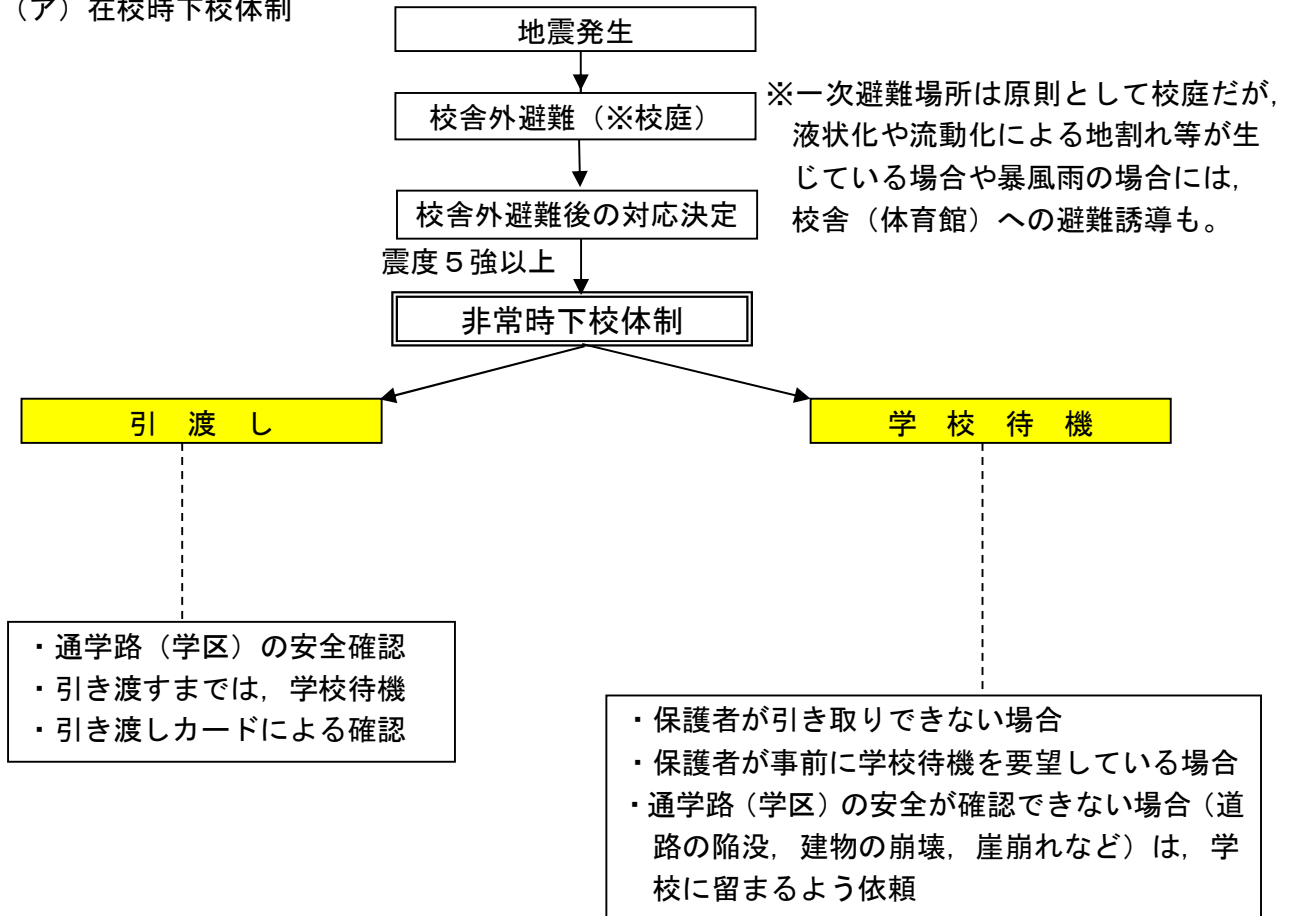 （ア）在校時下校体制
地震発生
校舎外避難（※校庭）
※一次避難場所は原則として校庭だが，
液状化や流動化による地割れ等が生
じている場合や暴風雨の場合には，
校舎（体育館）への避難誘導も。
校舎外避難後の対応決定
震度５強以上
非常時下校体制
引　渡　し
学　校　待　機
・通学路（学区）の安全確認
・引き渡すまでは，学校待機
・引き渡しカードによる確認
・保護者が引き取りできない場合
・保護者が事前に学校待機を要望している場合
・通学路（学区）の安全が確認できない場合（道
路の陥没，建物の崩壊，崖崩れなど）は，学
校に留まるよう依頼